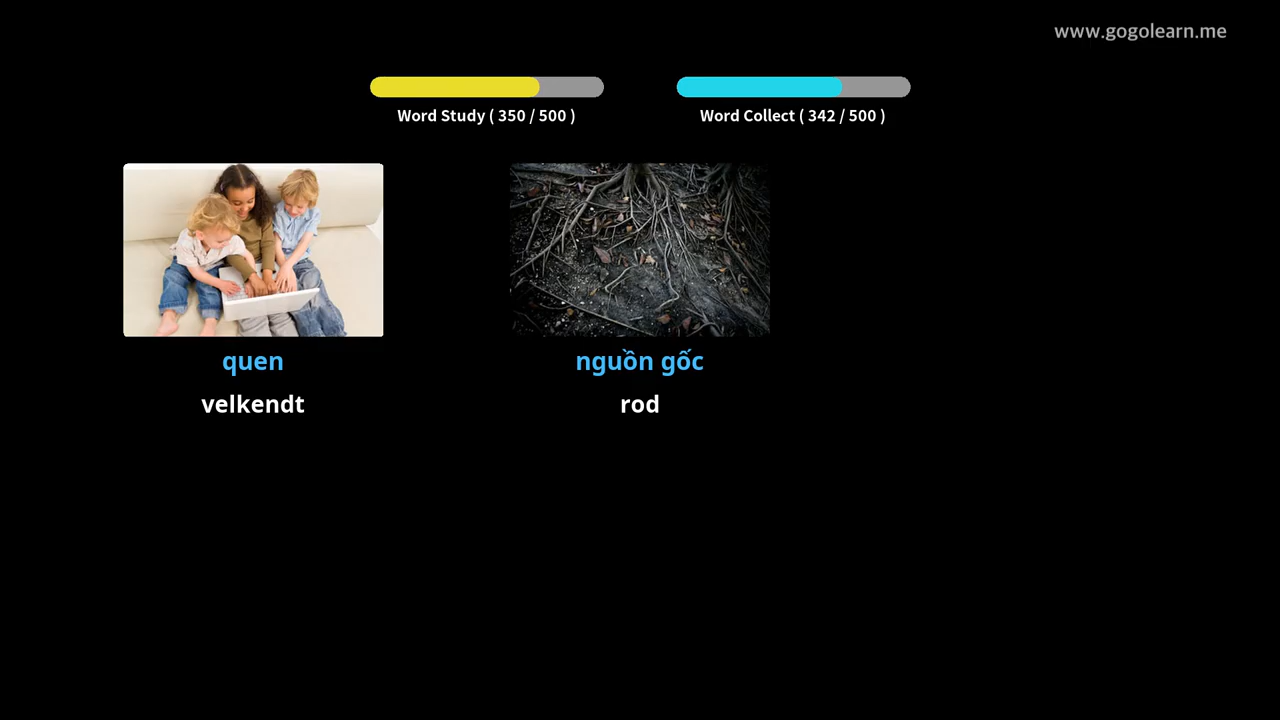 www.gogolearn.me
Word Study ( 350 / 500 )
Word Collect ( 342 / 500 )
quen
velkendt
nguồn gốc
rod